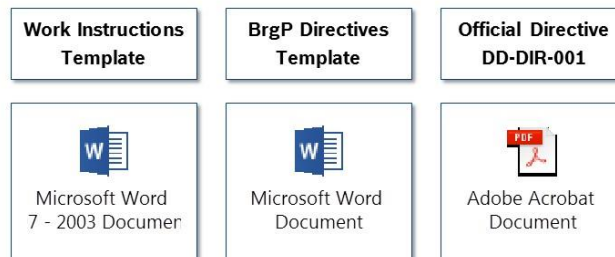 Work Instructions
Template
BrgP Directives
Template
Official Directive
DD-DIR-001
W
Microsoft Word
7 - 2003 Documen
W
Microsoft Word
Document
PDF
Adobe Acrobat
Document